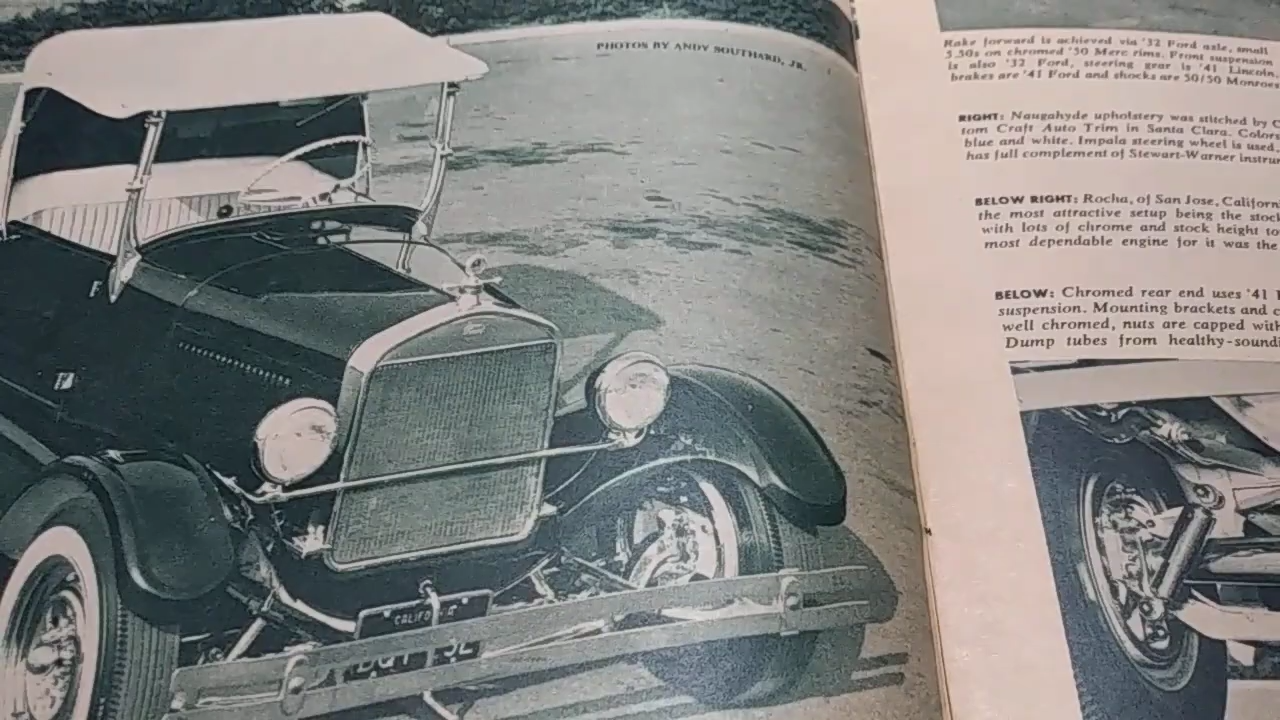 PHOTOS BY ANDY SOUTHARD, JR.
Rake forward is achieved via '32 Ford axle, small
5.50s on chromed '50 Merc rims. Front suspension
is also '32 Ford, steering gear is '41 Lincoln,
brakes are '41 Ford and shocks are 50/50 Monroes
RIGHT: Naugahyde upholstery was stitched by C
tom Craft Auto Trim in Santa Clara. Colors
blue and white. Impala steering wheel is used,
has full complement of Stewart-Warner instru
BELOW RIGHT: Rocha, of San Jose, Californ
the most attractive setup being the stoc
with lots of chrome and stock height to
most dependable engine for it was the
BELOW: Chromed rear end uses '41
suspension. Mounting brackets and c
well chromed, nuts are capped with
Dump tubes from healthy-soundi
CALIFO